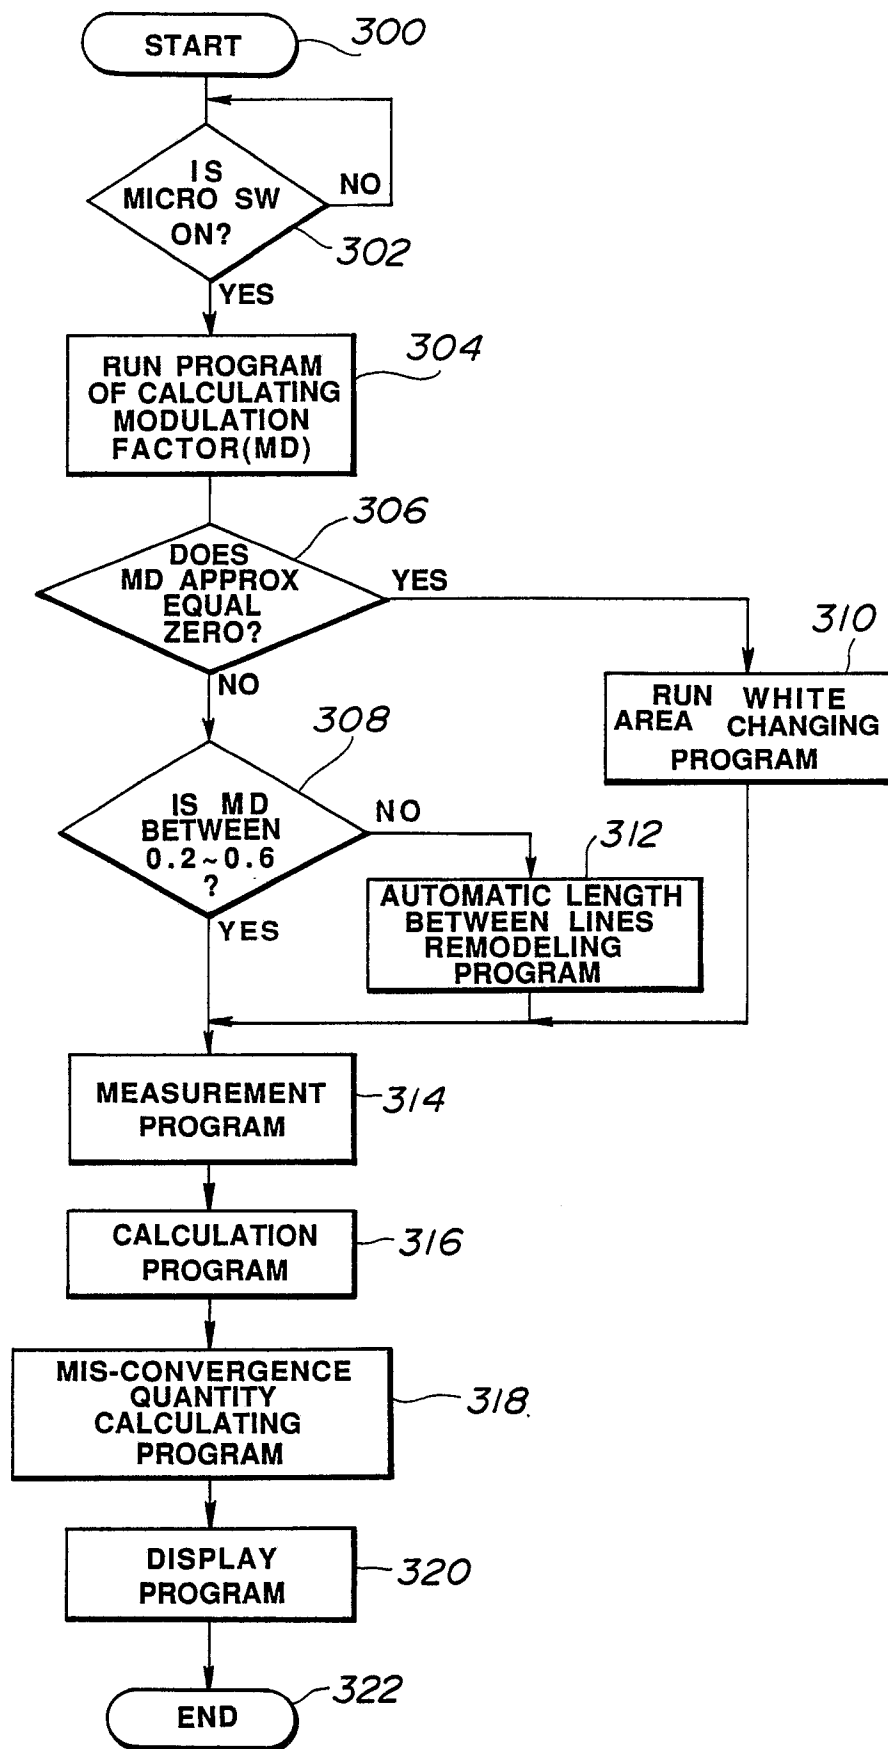 START
300
IS
MICRO SW
ON?
NO
302
YES
304
RUN PROGRAM
OF CALCULATING
MODULATION
FACTOR(MD)
306
DOES
MD APPROX
EQUAL
ZERO?
YES
NO
310
RUN WHITE
AREA CHANGING
PROGRAM
308
IS MD
BETWEEN
0.2~0.6
?
NO
YES
312
AUTOMATIC LENGTH
BETWEEN LINES
REMODELING
PROGRAM
MEASUREMENT
PROGRAM
314
CALCULATION
PROGRAM
316
MIS-CONVERGENCE
QUANTITY
CALCULATING
PROGRAM
318
DISPLAY
PROGRAM
320
END
322